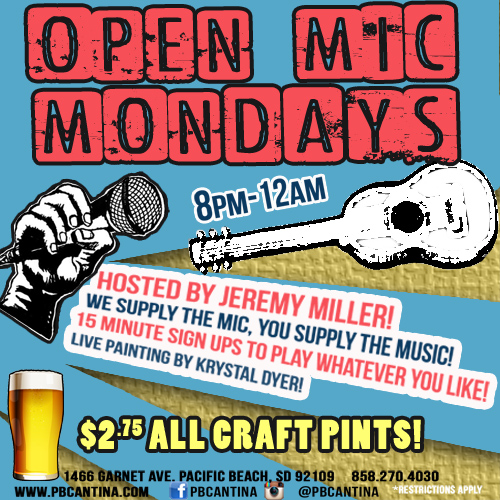 OPEN MIC
MONDAYS
8PM-12AM
HOSTED BY JEREMY MILLER!
WE SUPPLY THE MIC, YOU SUPPLY THE MUSIC!
15 MINUTE SIGN UPS TO PLAY WHATEVER YOU LIKE!
LIVE PAINTING BY KRYSTAL DYER!
$2.75 ALL CRAFT PINTS!
1466 GARNET AVE. PACIFIC BEACH, SD 92109 858.270.4030
WWW.PBCANTINA.COM f PBCANTINA @PBCANTINA *RESTRICTIONS APPLY